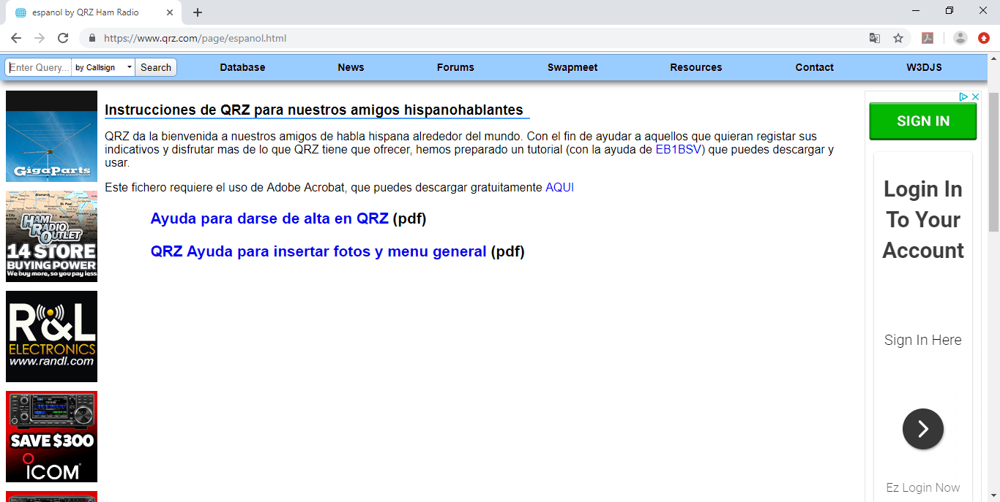 espanol by QRZ Ham Radio
https://www.qrz.com/page/espanol.html
Enter Query... by Callsign Search Database News Forums Swapmeet Resources Contact W3DJS
GigaParts
www.gigaparts.com
HAM RADIO OUTLET
14 STORE
BUYING POWER
We buy more, so you pay less
R&L
ELECTRONICS
www.randl.com
SAVE $300
ICOM
Instrucciones de QRZ para nuestros amigos hispanohablantes
QRZ da la bienvenida a nuestros amigos de habla hispana alrededor del mundo. Con el fin de ayudar a aquellos que quieran registar sus
indicativos y disfrutar mas de lo que QRZ tiene que ofrecer, hemos preparado un tutorial (con la ayuda de EB1BSV) que puedes descargar y
usar.
Este fichero requiere el uso de Adobe Acrobat, que puedes descargar gratuitamente AQUI
Ayuda para darse de alta en QRZ (pdf)
QRZ Ayuda para insertar fotos y menu general (pdf)
SIGN IN
Login In
To Your
Account
Sign In Here
Ez Login Now